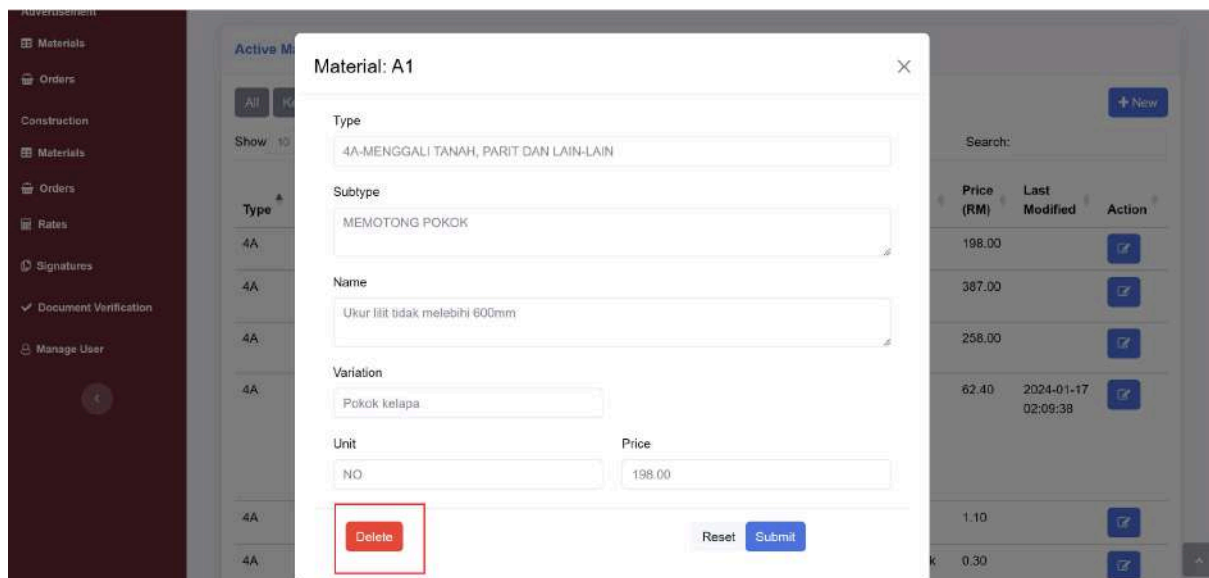 Advertisement
Materials
Orders
Construction
Materials
Orders
Rates
Signatures
Document Verification
Manage User
Active
All
+ New
Show 10
Search:
Type
Price (RM)
Last Modified
Action
4A
198.00
4A
387.00
4A
258.00
4A
62.40
2024-01-17
02:09:38
4A
1.10
4A
0.30
Material: A1
Type
4A-MENGGALI TANAH, PARIT DAN LAIN-LAIN
Subtype
MEMOTONG POKOK
Name
Ukur lilit tidak melebihi 600mm
Variation
Pokok kelapa
Unit
Price
NO
198.00
Delete
Reset
Submit